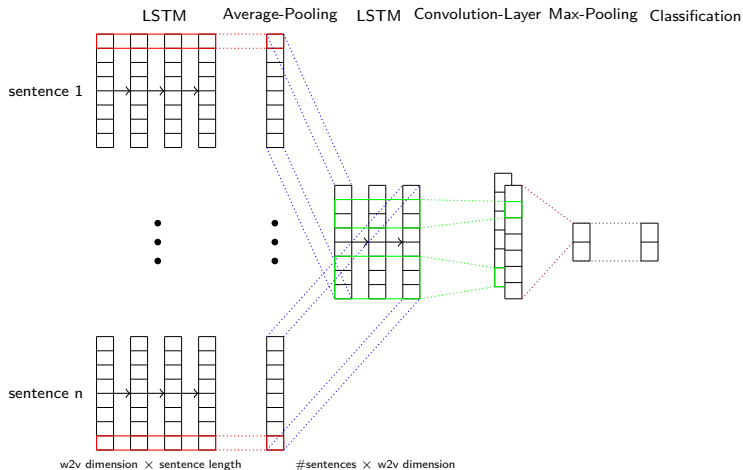 LSTM Average-Pooling LSTM Convolution-Layer Max-Pooling Classification
sentence 1
sentence n
w2v dimension × sentence length #sentences × w2v dimension